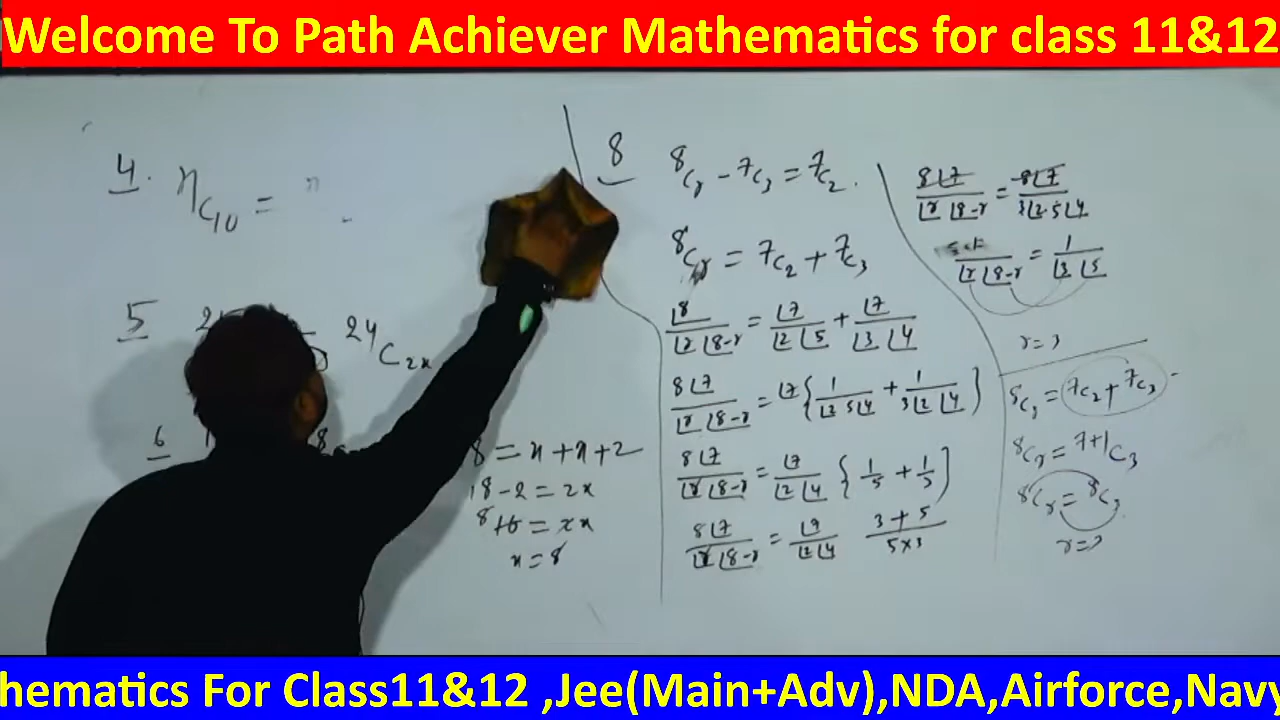 Welcome To Path Achiever Mathematics for class 11&12
4. nC10 =
5
24C2x
6
8 = x + x + 2
18 - 2 = 2x
x = 8
8
8Cr - 7C3 = 7C2.
8Cr = 7C2 + 7C3
⌊8 / ⌊r ⌊8-r = ⌊7 / ⌊2 ⌊5 + ⌊7 / ⌊3 ⌊4
8⌊7 / ⌊r ⌊8-r = ⌊7 { 1 / ⌊2 5⌊4 + 1 / 3⌊2 ⌊4 }
8⌊7 / ⌊r ⌊8-r = ⌊7 / ⌊2 ⌊4 { 1/5 + 1/3 }
8⌊7 / ⌊r ⌊8-r = ⌊7 / ⌊2 ⌊4 3 + 5 / 5×3
8⌊7 / ⌊r ⌊8-r = 8⌊7 / 3⌊2 5⌊4
⌊r ⌊8-r = 1 / ⌊3 ⌊5
r = 3
8Cr = 7C2 + 7C3
8Cr = 7+1C3
8Cr = 8C3
r = 3
hematics For Class11&12 ,Jee(Main+Adv),NDA,Airforce,Navy